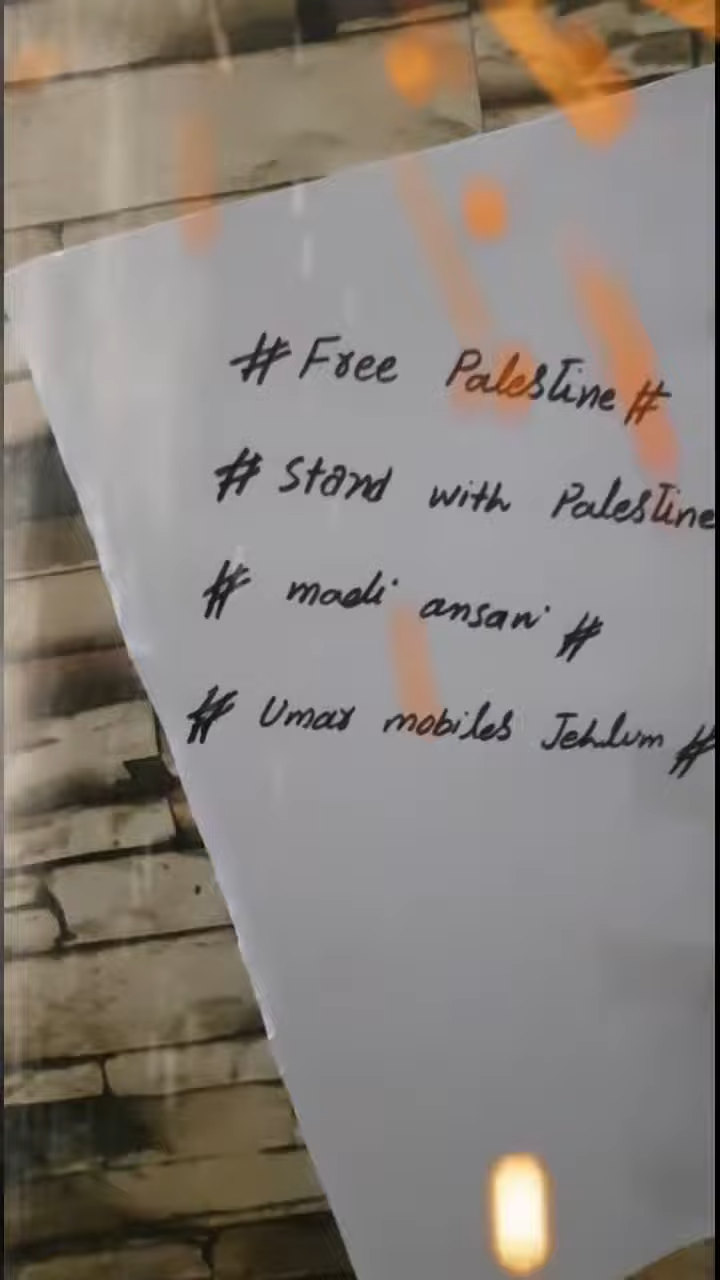 # Free Palestine #
# Stand with Palestine
# madi ansari #
# Umar mobiles Jehlum #